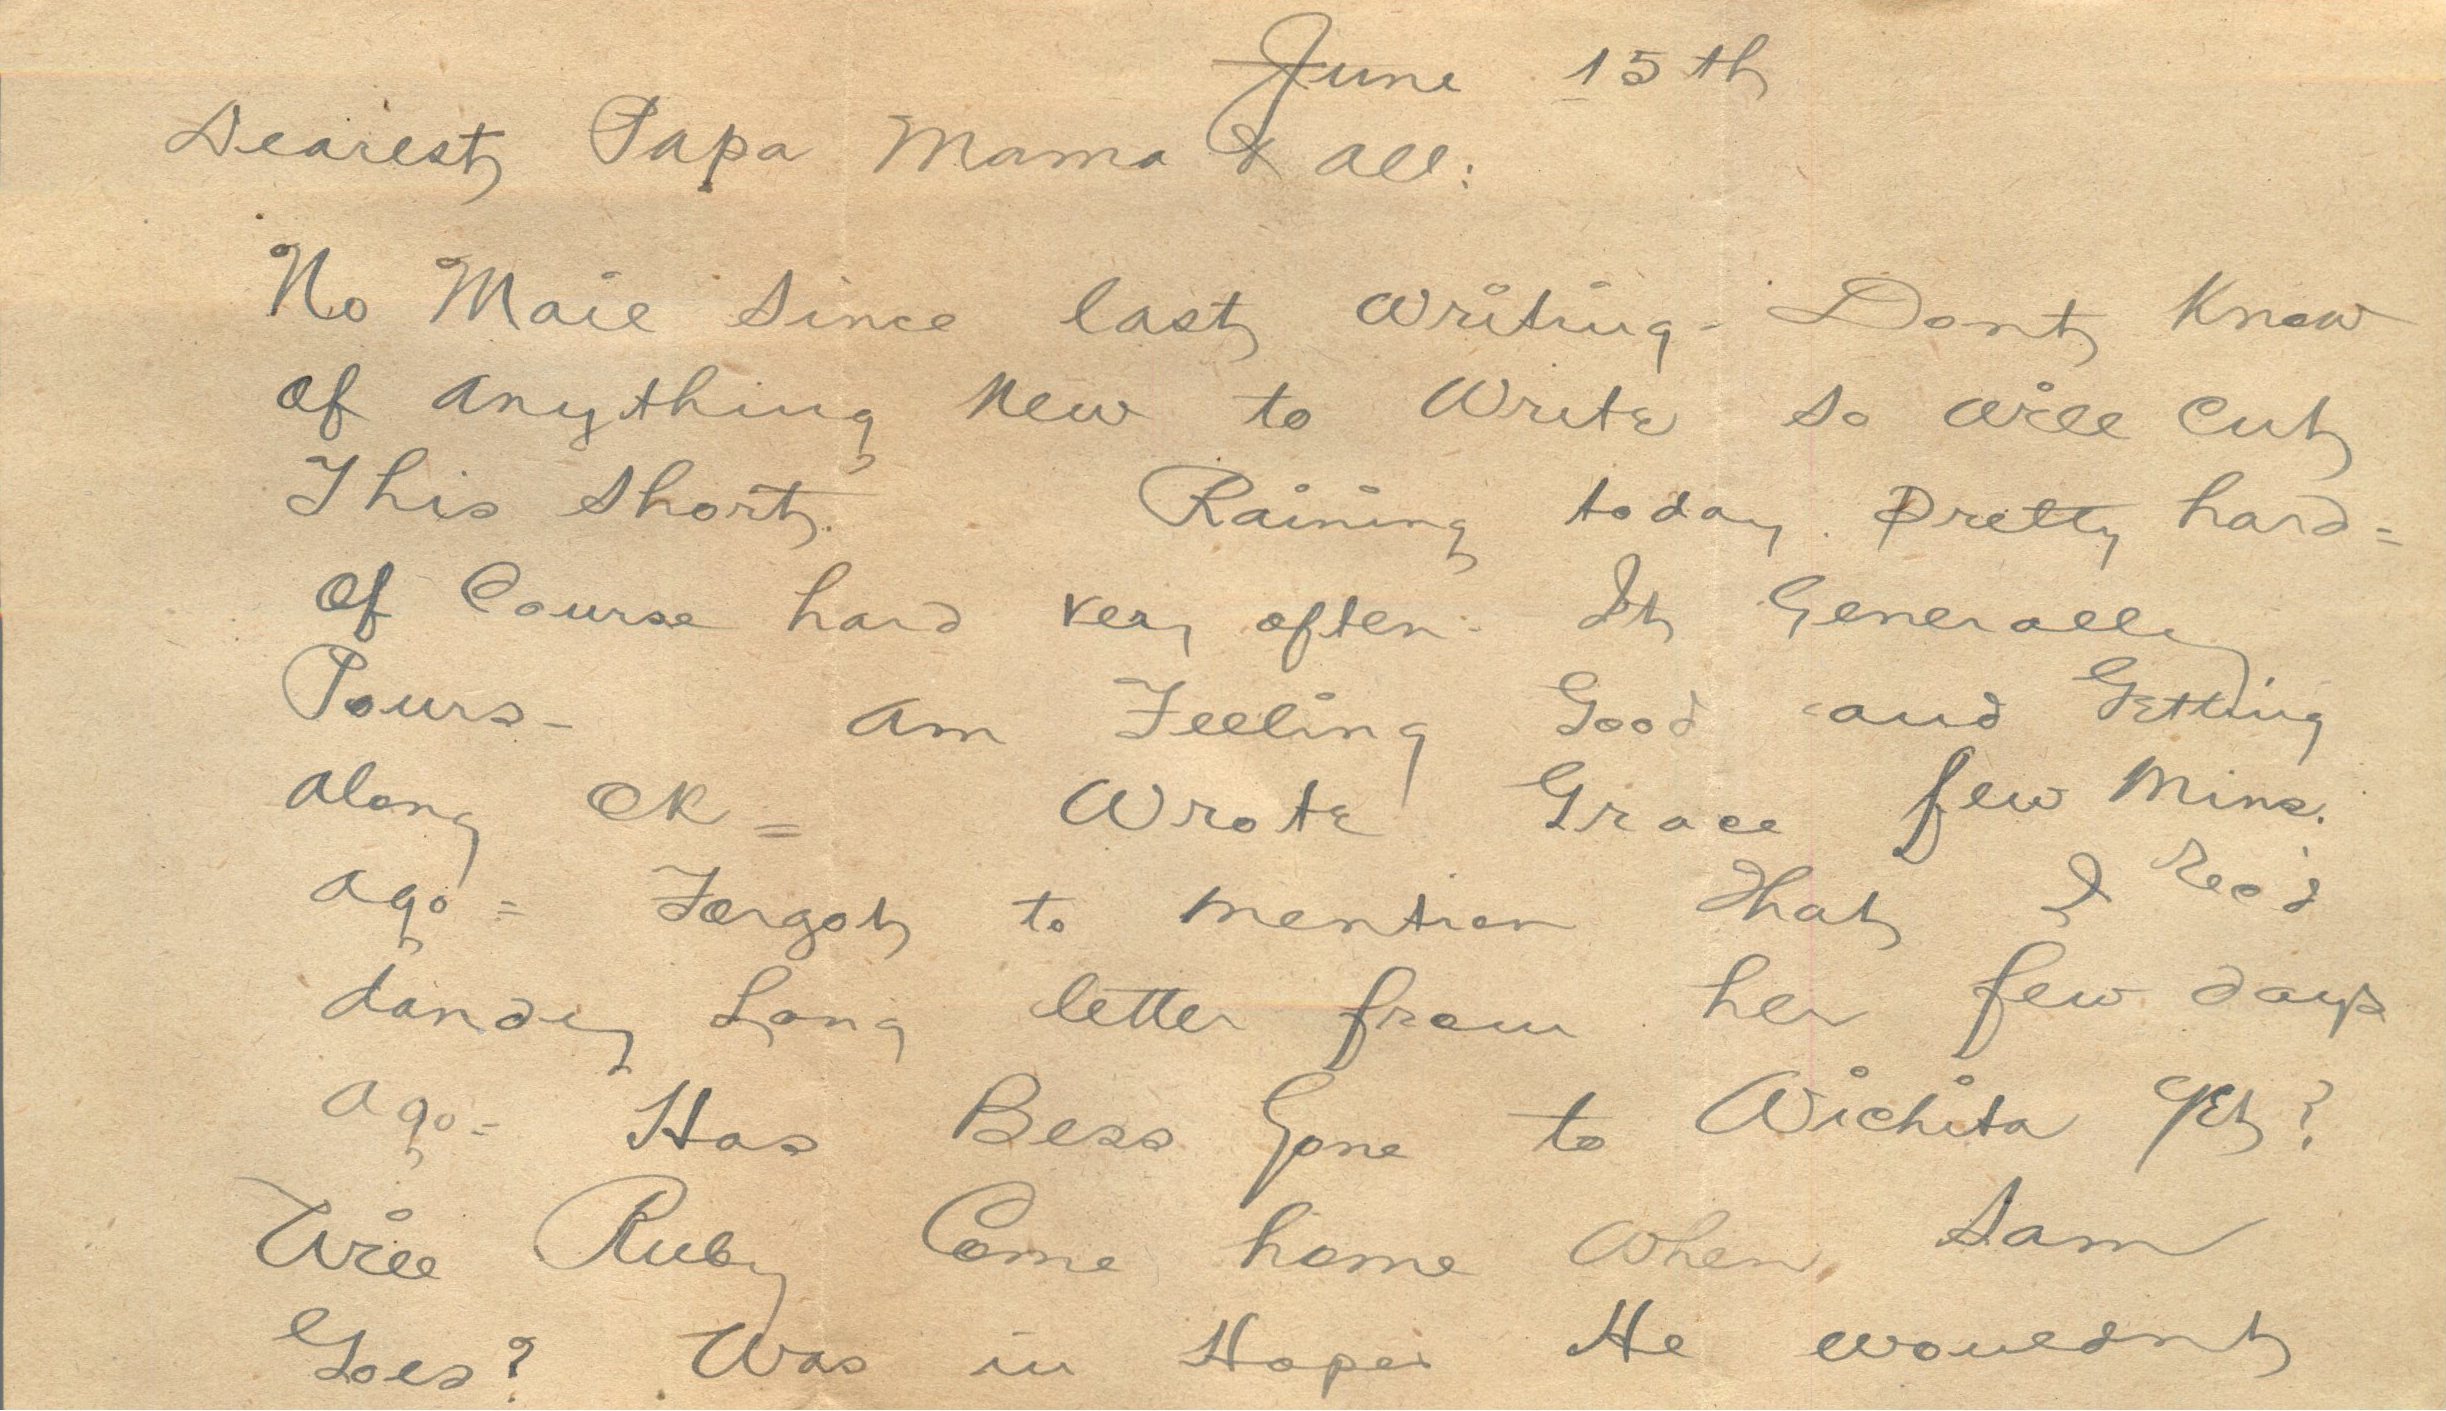 June 15th
Dearest Papa Mama & all:
No Mail Since last writing - Dont Know
of anything New to Write so will Cut
This short. Raining today. Pretty hard =
of Course hard very often - It Generally
Pours - am Feeling Good and Getting
along OK = Wrote Grace few Mins.
ago = Forgot to mention That I Rec'd
dandy Long letter from her few days
ago - Has Bess Gone to Wichita Yet?
Will Ruby Come home When Sam
Goes? Was in Hopes He wouldnt